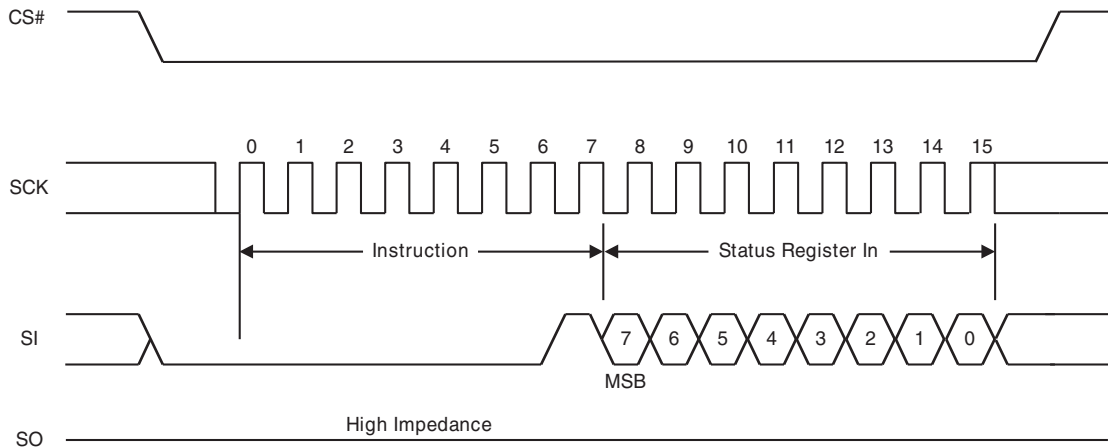 CS#
0 1 2 3 4 5 6 7 8 9 10 11 12 13 14 15
SCK
Instruction Status Register In
SI 7 6 5 4 3 2 1 0
MSB
High Impedance
SO